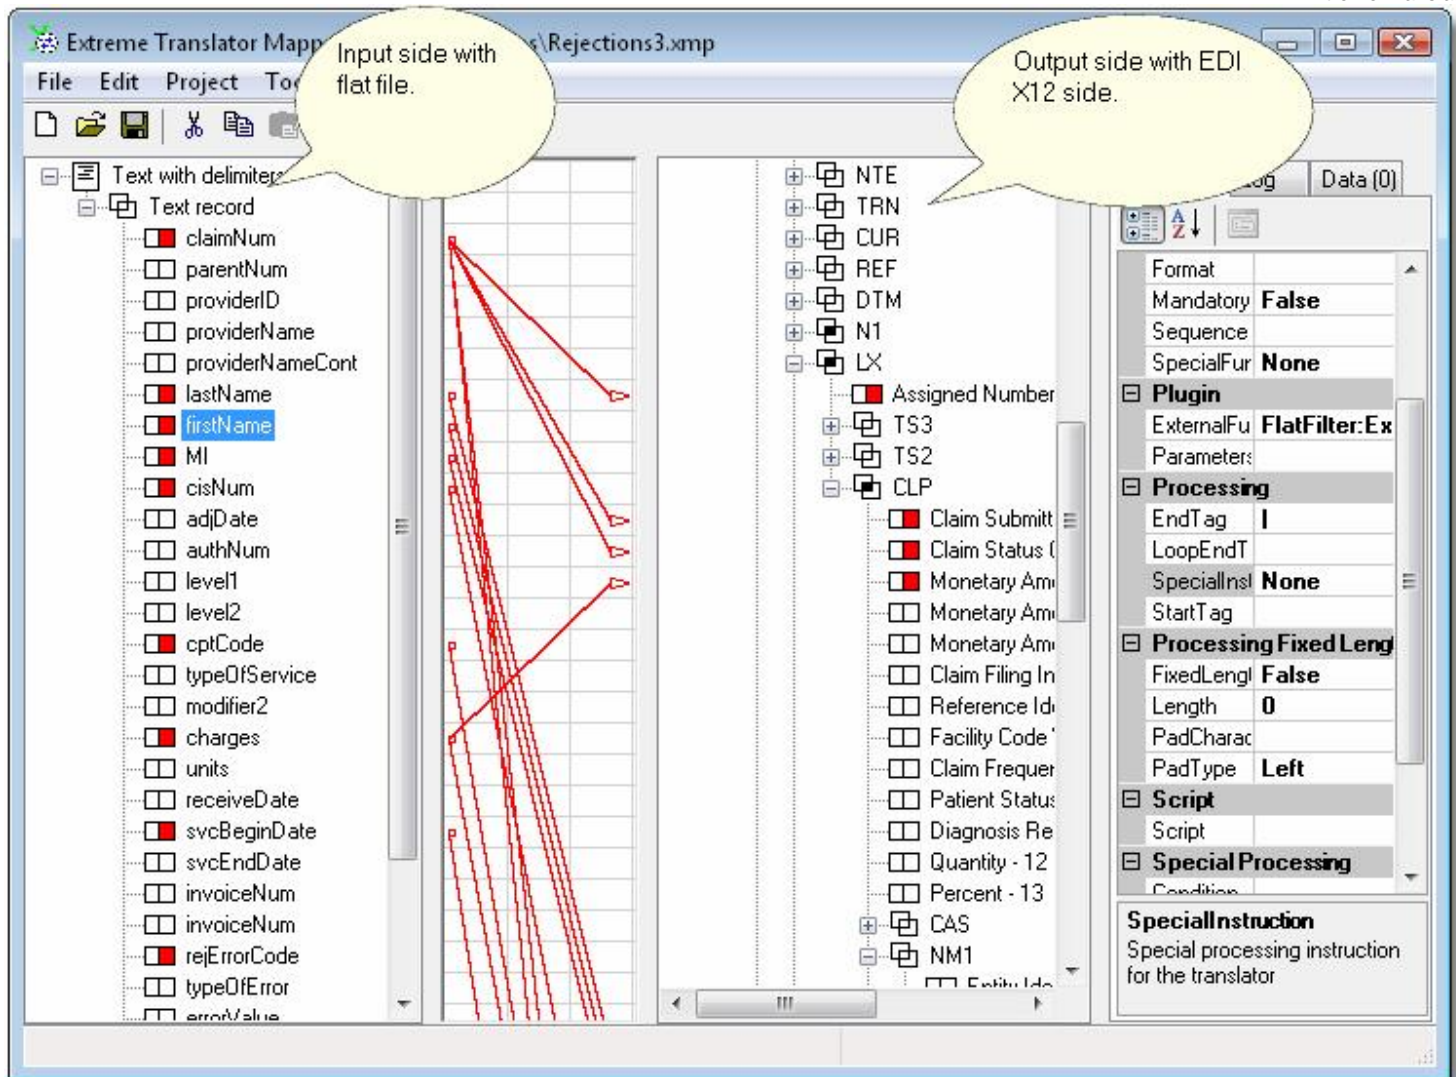 Extreme Translator Mapp
s\Rejections3.xmp
Input side with
flat file.
Output side with EDI
X12 side.
File Edit Project
Text with delimiters
Text record
claimNum
parentNum
providerID
providerName
providerNameCont
lastName
firstName
MI
cisNum
adjDate
authNum
level1
level2
cptCode
typeOfService
modifier2
charges
units
receiveDate
svcBeginDate
svcEndDate
invoiceNum
invoiceNum
rejErrorCode
typeOfError
errorValue
NTE
TRN
CUR
REF
DTM
N1
LX
Assigned Number
TS3
TS2
CLP
Claim Submitt
Claim Status (
Monetary Am
Monetary Am
Monetary Am
Claim Filing In
Reference Id
Facility Code
Claim Frequer
Patient Status
Diagnosis Re
Quantity - 12
Percent - 13
CAS
NM1
Entity Ide
Data (0)
Format
Mandatory False
Sequence
SpecialFur None
Plugin
ExternalFu FlatFilter:Ex
Parameters
Processing
EndTag |
LoopEndT
SpecialInst None
StartTag
Processing Fixed Leng
FixedLengt False
Length 0
PadCharac
PadType Left
Script
Script
Special Processing
Condition
SpecialInstruction
Special processing instruction
for the translator